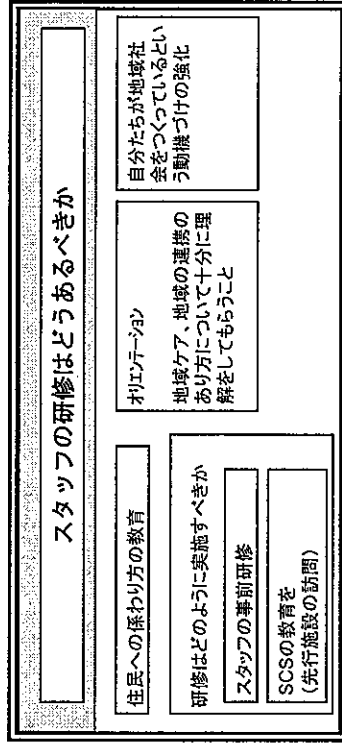 スタッフの研修はどうあるべきか
住民への係わり方の教育
研修はどのように実施すべきか
スタッフの事前研修
SCSの教育を
(先行施設の訪問)
オリエンテーション
地域ケア、地域の連携の
あり方について十分に理
解をしてもらうこと
自分たちが地域社
会をつくっているとい
う動機づけの強化